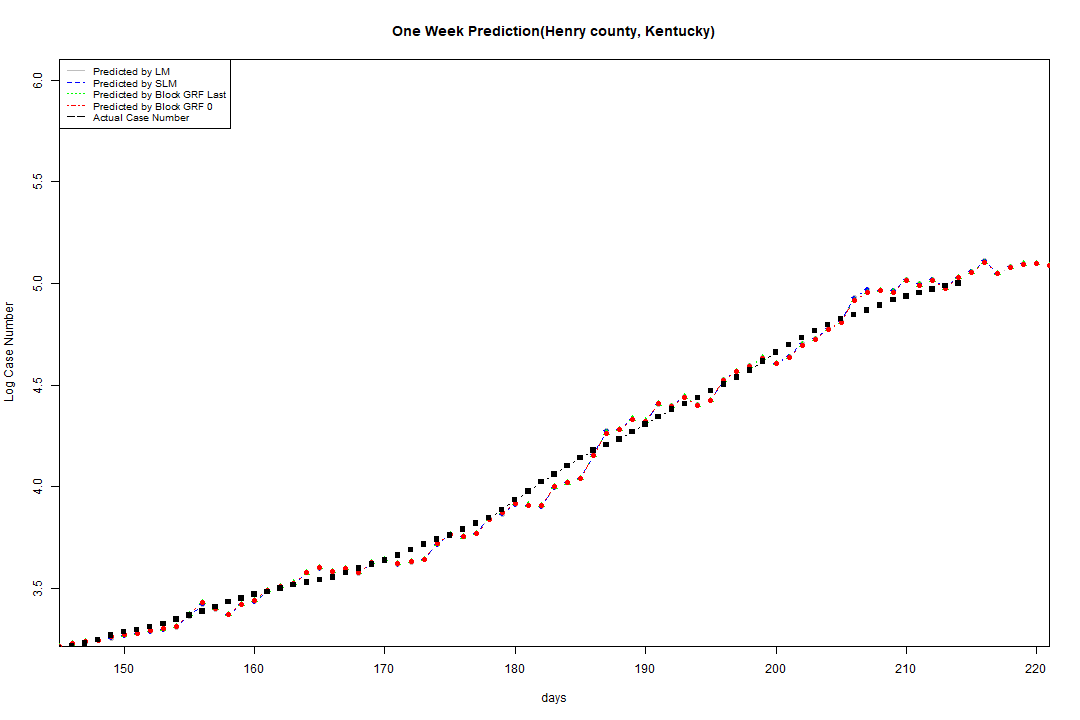 One Week Prediction(Henry county, Kentucky)
Predicted by LM
Predicted by SLM
Predicted by Block GRF Last
Predicted by Block GRF 0
Actual Case Number
6.0
5.5
5.0
4.5
4.0
3.5
Log Case Number
150 160 170 180 190 200 210 220
days